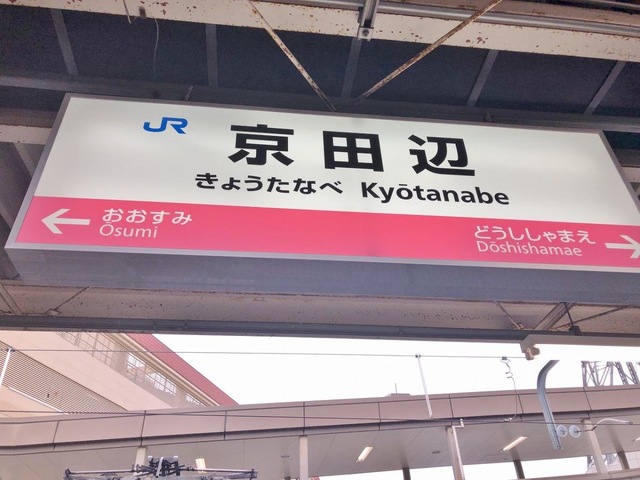 JR 京田辺
きょうたなべ Kyōtanabe
おおすみ
Ōsumi
どうししゃまえ
Dōshishamae